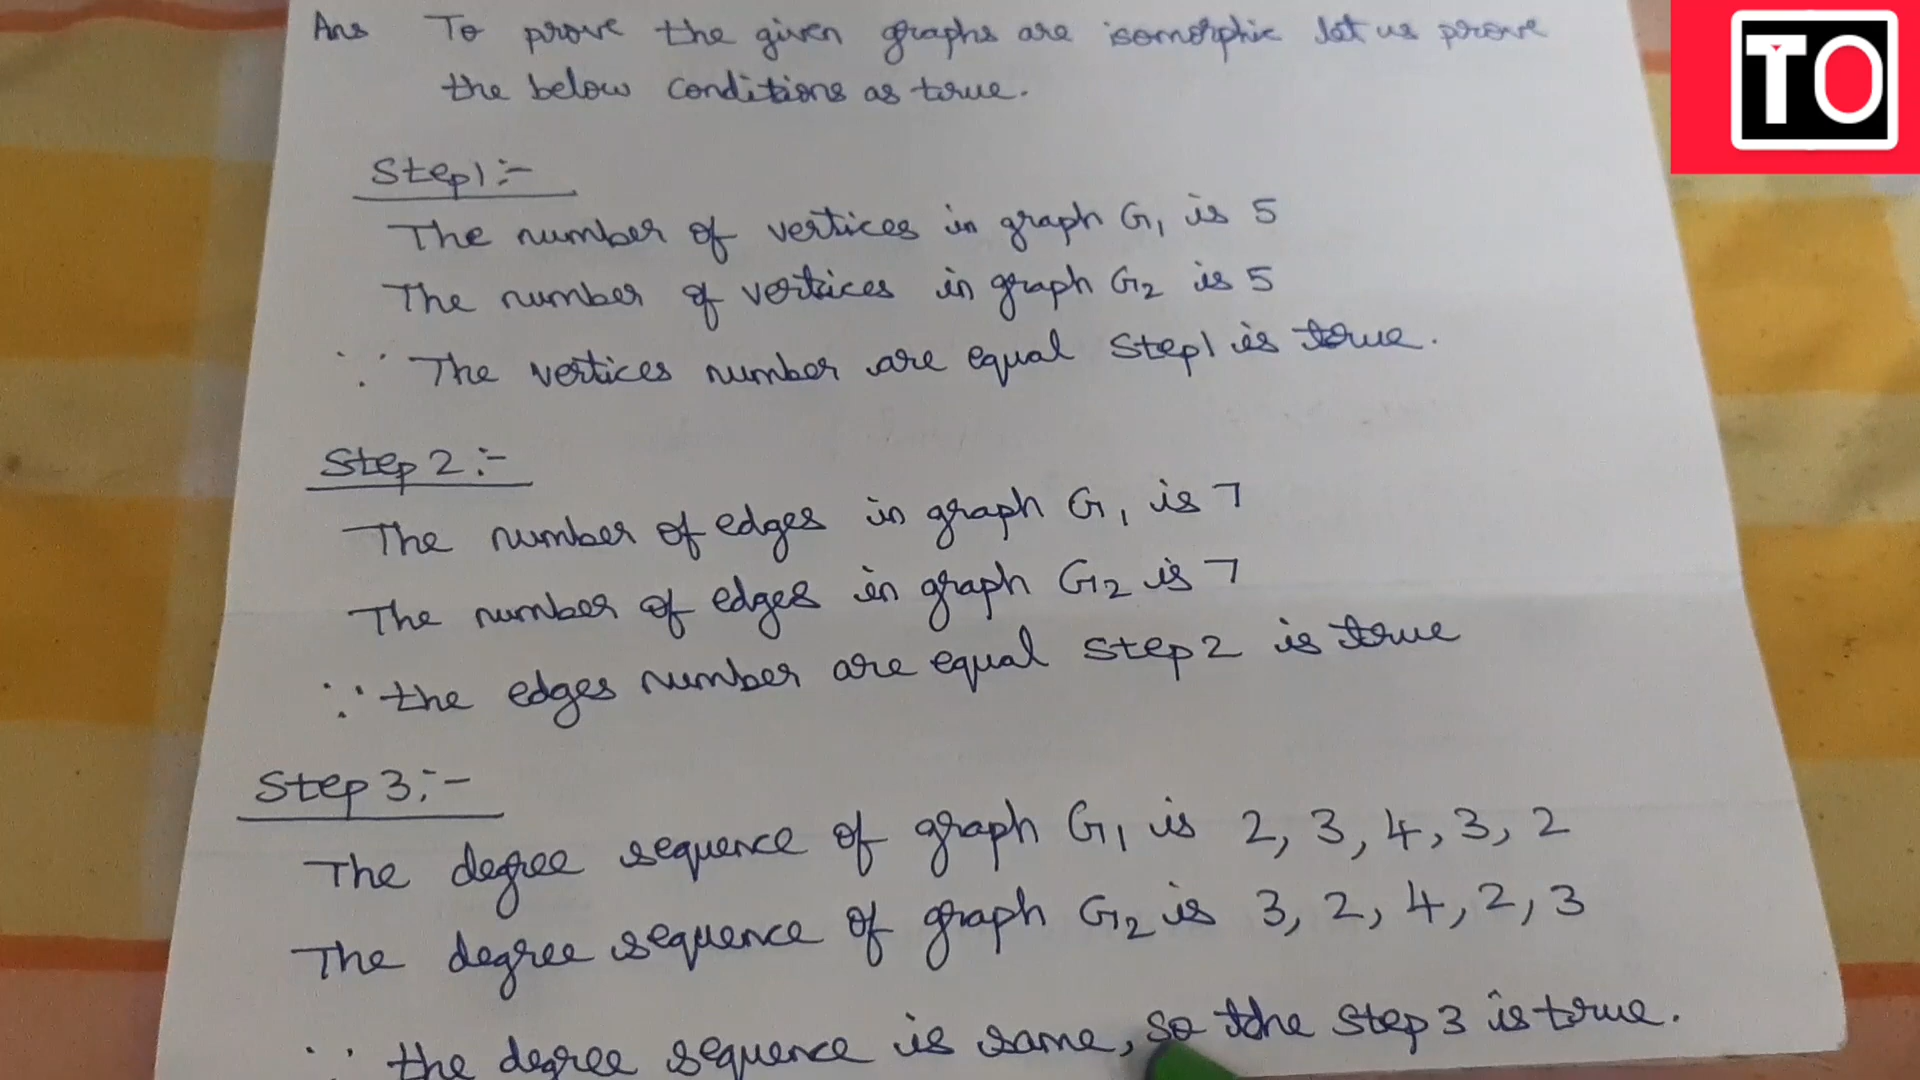 TO
Ans To prove the given graphs are isomorphic let us prove
the below conditions as true.
Step1:-
The number of vertices in graph G1 is 5
The number of vertices in graph G2 is 5
∵ The vertices number are equal Step1 is true.
Step 2:-
The number of edges in graph G1 is 7
The number of edges in graph G2 is 7
∵ the edges number are equal Step2 is true
Step 3:-
The degree sequence of graph G1 is 2, 3, 4, 3, 2
The degree sequence of graph G2 is 3, 2, 4, 2, 3
∵ the degree sequence is same, so the Step 3 is true.